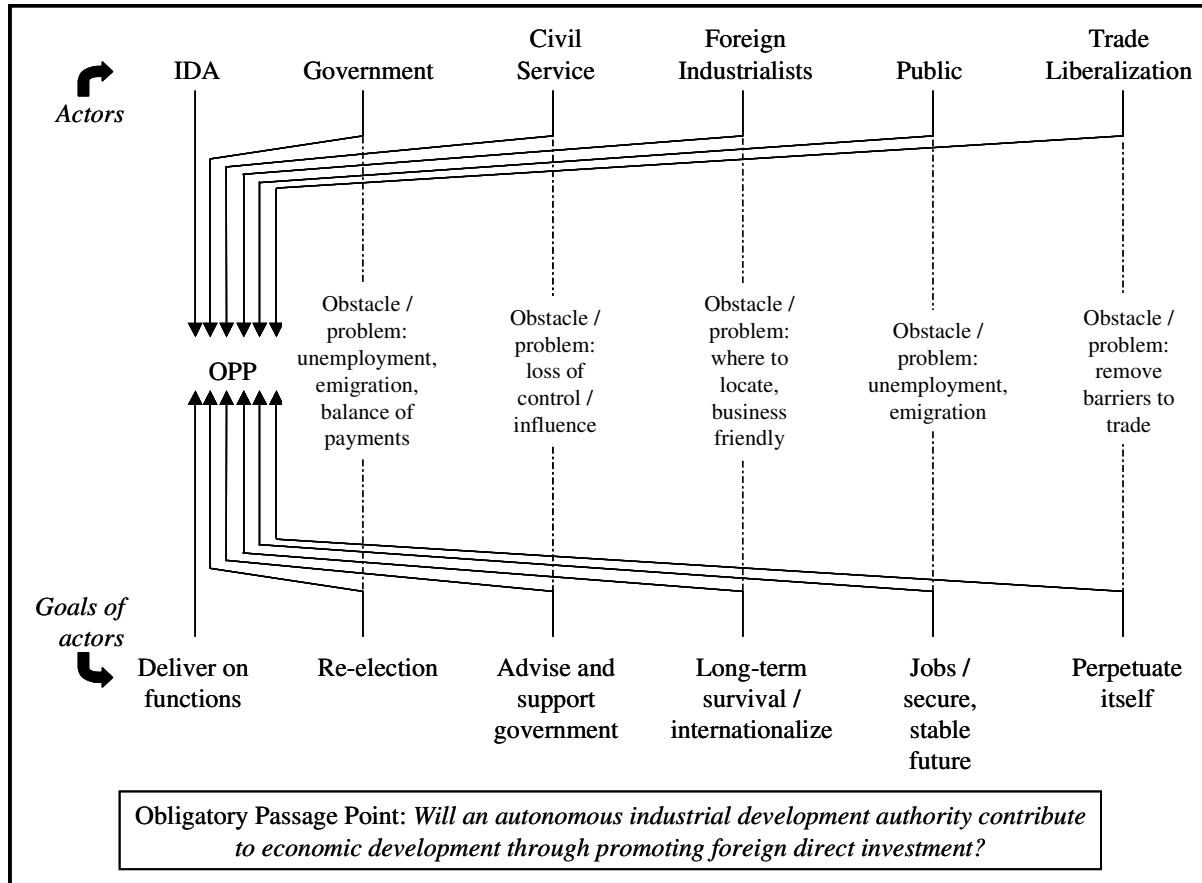 Actors
IDA
Government
Civil
Service
Foreign
Industrialists
Public
Trade
Liberalization
OPP
Obstacle /
problem:
unemployment,
emigration,
balance of
payments
Obstacle /
problem:
loss of
control /
influence
Obstacle /
problem:
where to
locate,
business
friendly
Obstacle /
problem:
unemployment,
emigration
Obstacle /
problem:
remove
barriers to
trade
Goals of
actors
Deliver on
functions
Re-election
Advise and
support
government
Long-term
survival /
internationalize
Jobs /
secure,
stable
future
Perpetuate
itself
Obligatory Passage Point: Will an autonomous industrial development authority contribute
to economic development through promoting foreign direct investment?